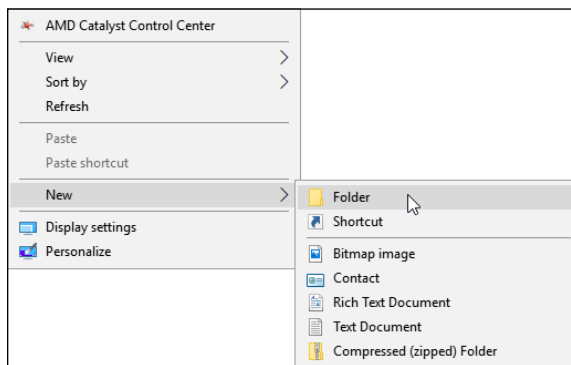 AMD Catalyst Control Center
View
Sort by
Refresh
Paste
Paste shortcut
New
Display settings
Personalize
Folder
Shortcut
Bitmap image
Contact
Rich Text Document
Text Document
Compressed (zipped) Folder